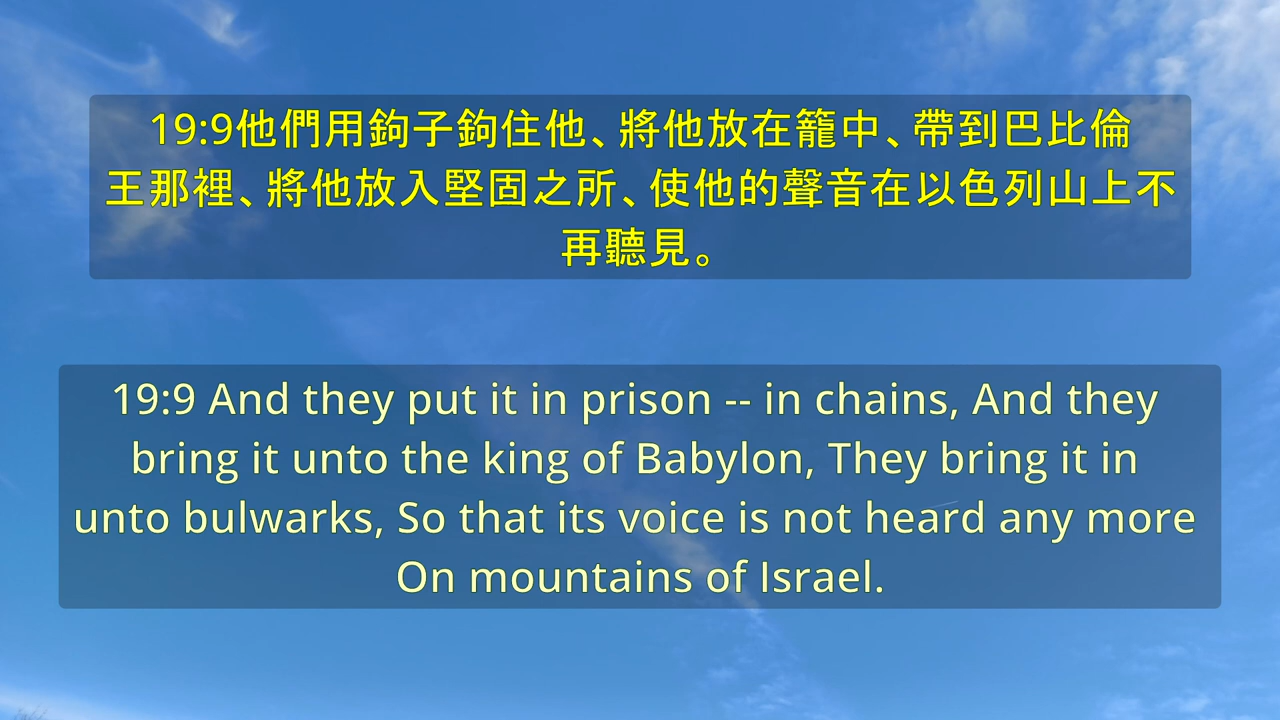 19:9他們用鉤子鉤住他、將他放在籠中、帶到巴比倫
王那裡、將他放入堅固之所、使他的聲音在以色列山上不
再聽見。
19:9 And they put it in prison -- in chains, And they
bring it unto the king of Babylon, They bring it in
unto bulwarks, So that its voice is not heard any more
On mountains of Israel.